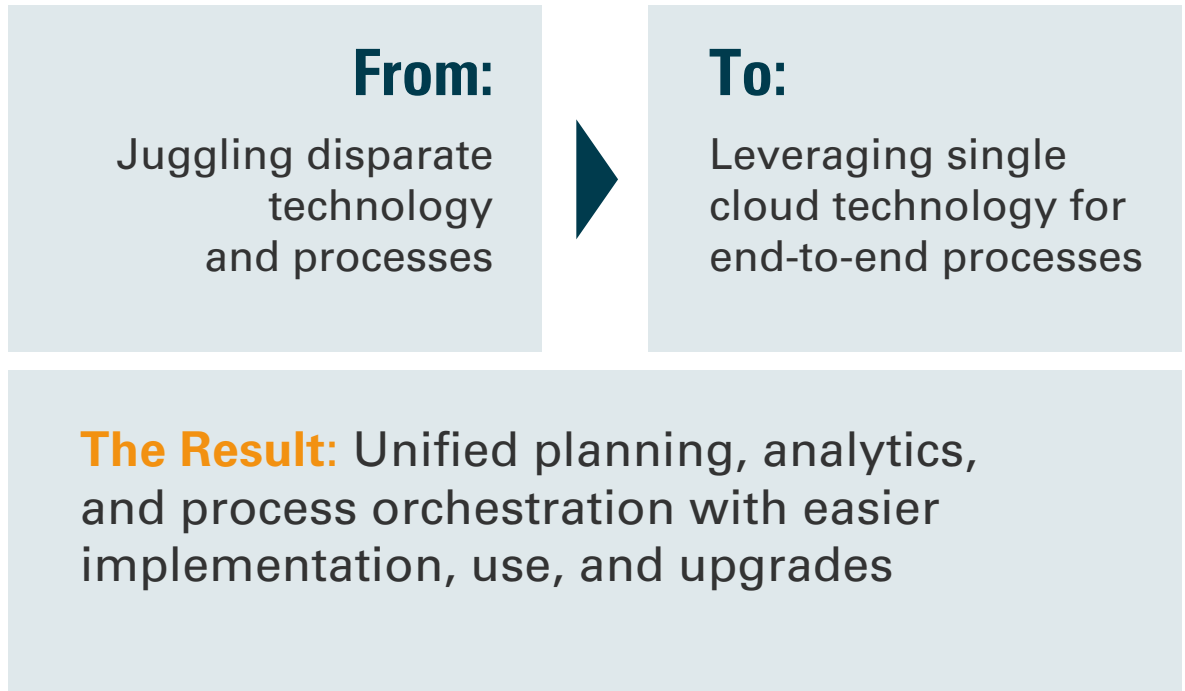 From:
Juggling disparate
technology
and processes
To:
Leveraging single
cloud technology for
end-to-end processes
The Result: Unified planning, analytics,
and process orchestration with easier
implementation, use, and upgrades